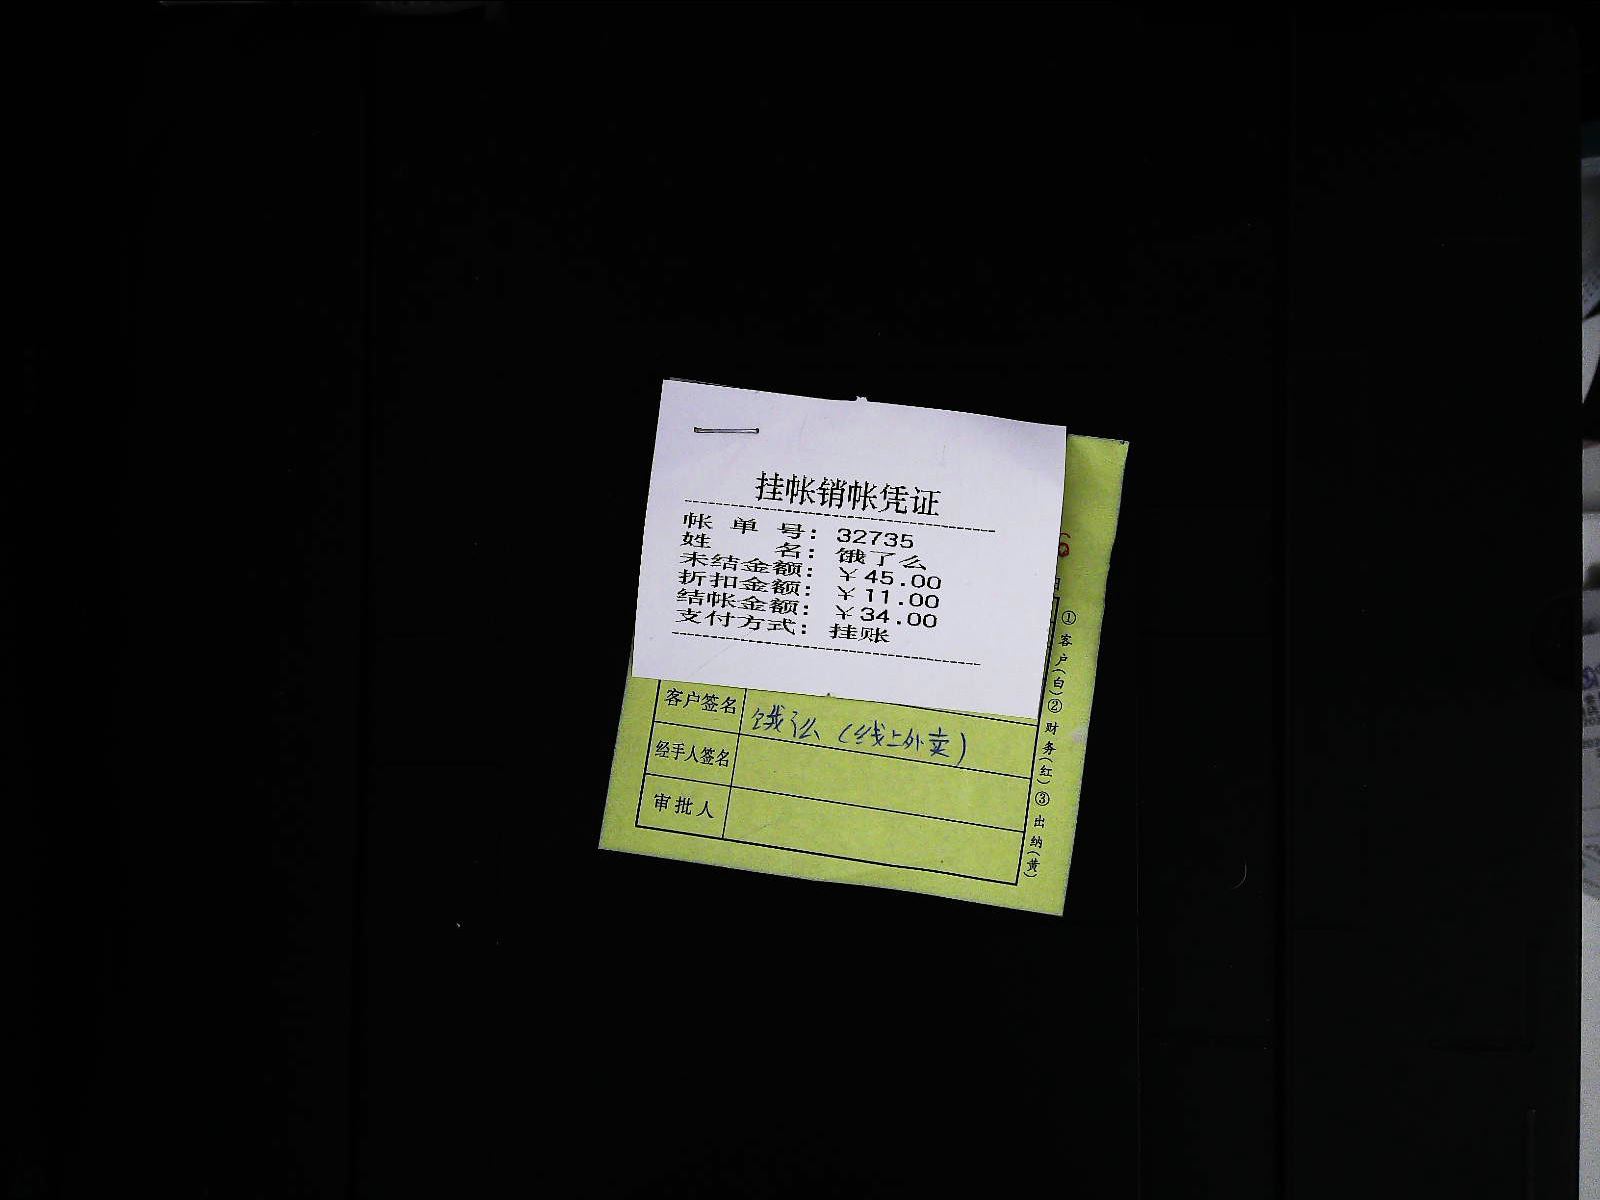 挂帐销帐凭证
帐单号：32735
姓名：饿了么
未结金额：￥45.00
折扣金额：￥11.00
结帐金额：￥34.00
支付方式：挂账
客户签名 饿了么（线上外卖）
经手人签名
审批人
①客户（白）②财务（红）③出纳（黄）